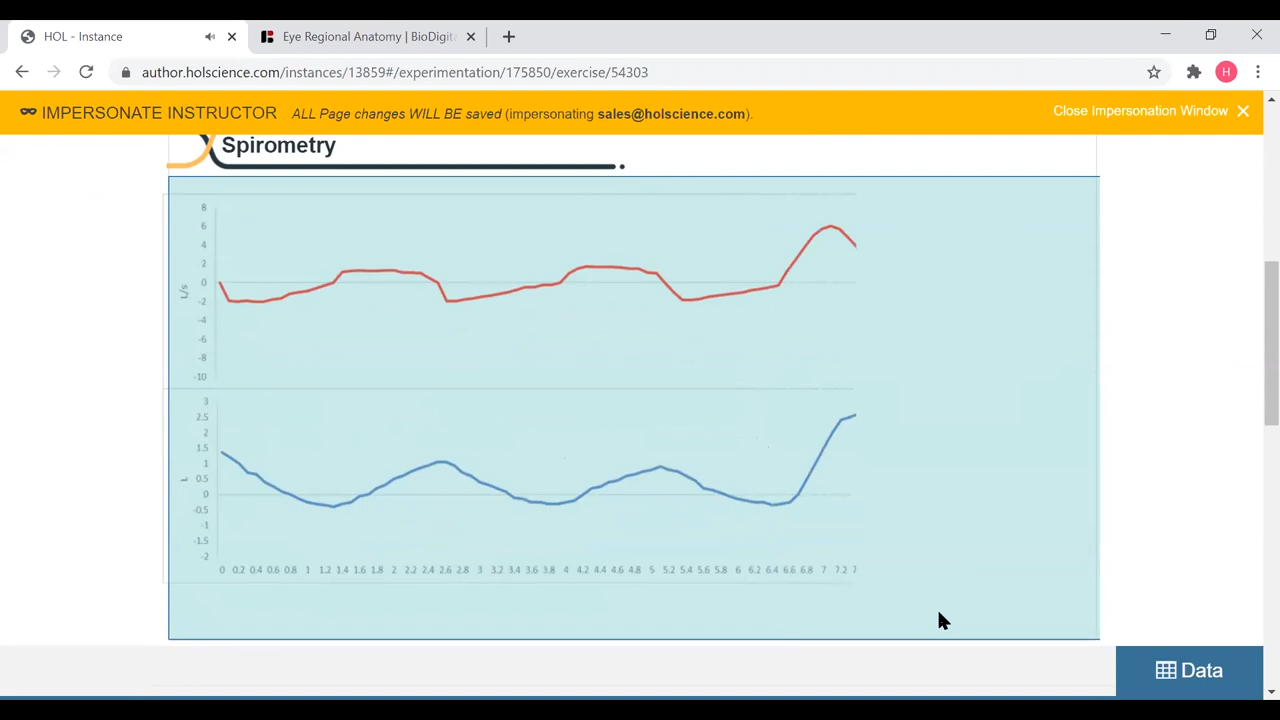 HOL - Instance
Eye Regional Anatomy | BioDigita
author.holscience.com/instances/13859#/experimentation/175850/exercise/54303
H
IMPERSONATE INSTRUCTOR ALL Page changes WILL BE saved (impersonating sales@holscience.com).
Close Impersonation Window
Spirometry
8
6
4
2
0
-2
-4
-6
-8
-10
L/s
3
2.5
2
1.5
1
0.5
0
-0.5
-1
-1.5
-2
L
0 0.2 0.4 0.6 0.8 1 1.2 1.4 1.6 1.8 2 2.2 2.4 2.6 2.8 3 3.2 3.4 3.6 3.8 4 4.2 4.4 4.6 4.8 5 5.2 5.4 5.6 5.8 6 6.2 6.4 6.6 6.8 7 7.2 7
Data